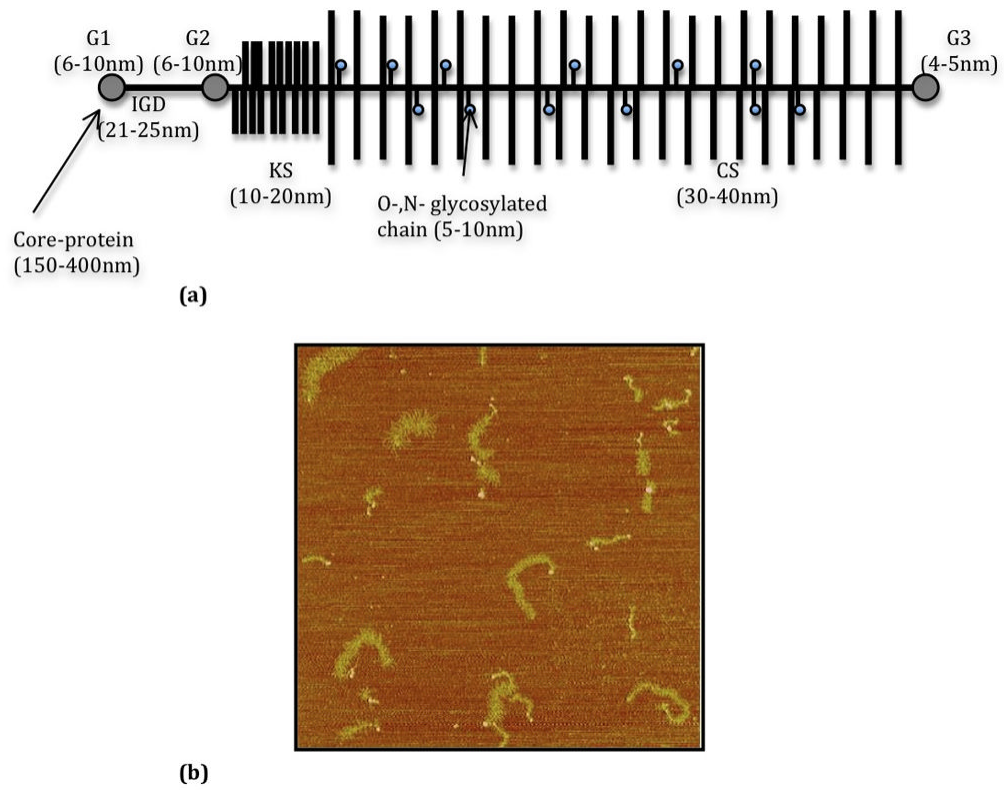 G1
(6-10nm)
G2
(6-10nm)
G3
(4-5nm)
IGD
(21-25nm)
KS
(10-20nm)
CS
(30-40nm)
O-,N- glycosylated
chain (5-10nm)
Core-protein
(150-400nm)
(a)
(b)